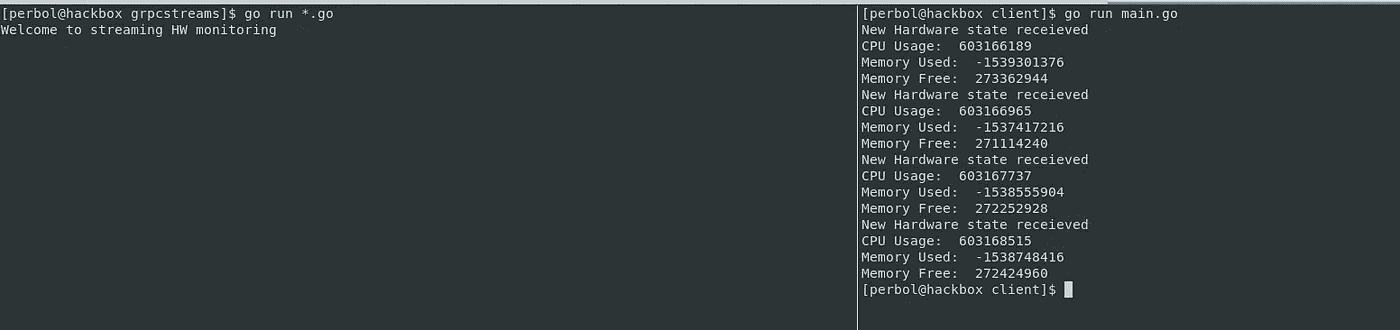 [perbol@hackbox grpcstreams]$ go run *.go
Welcome to streaming HW monitoring
[perbol@hackbox client]$ go run main.go
New Hardware state receieved
CPU Usage:  603166189
Memory Used:  -1539301376
Memory Free:  273362944
New Hardware state receieved
CPU Usage:  603166965
Memory Used:  -1537417216
Memory Free:  271114240
New Hardware state receieved
CPU Usage:  603167737
Memory Used:  -1538555904
Memory Free:  272252928
New Hardware state receieved
CPU Usage:  603168515
Memory Used:  -1538748416
Memory Free:  272424960
[perbol@hackbox client]$